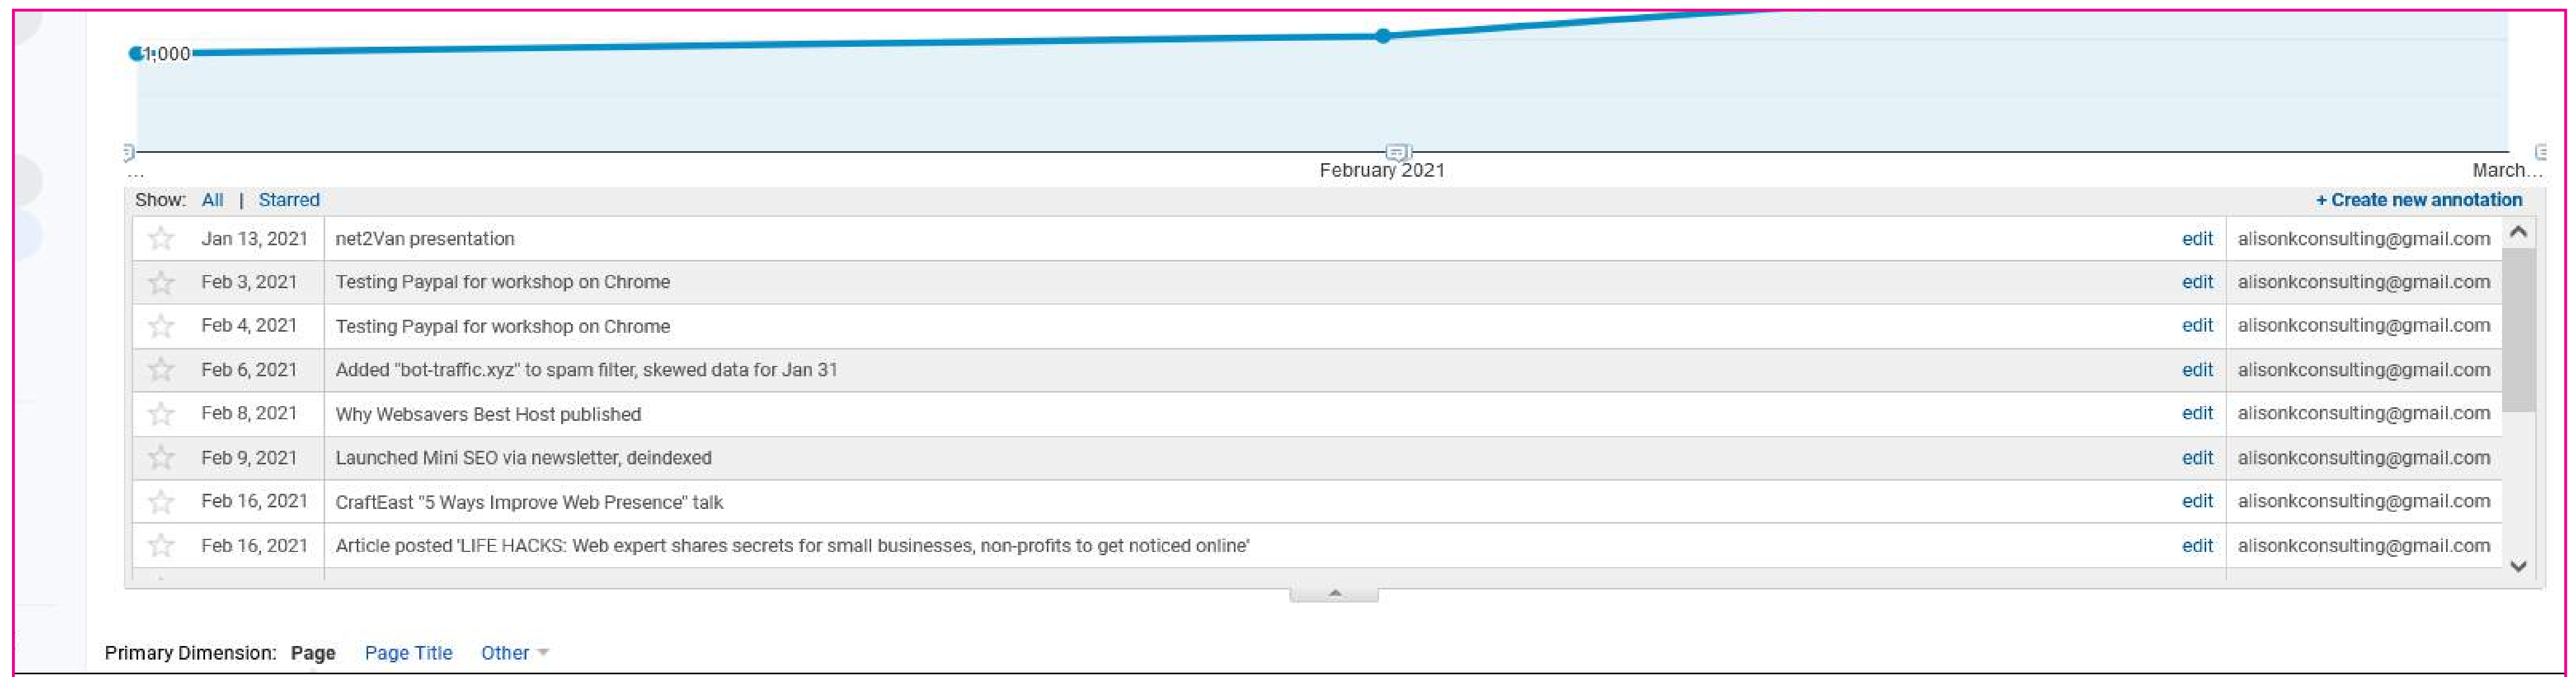 1,000
... February 2021 March...
Show: All | Starred + Create new annotation
Jan 13, 2021 net2Van presentation edit alisonkconsulting@gmail.com
Feb 3, 2021 Testing Paypal for workshop on Chrome edit alisonkconsulting@gmail.com
Feb 4, 2021 Testing Paypal for workshop on Chrome edit alisonkconsulting@gmail.com
Feb 6, 2021 Added "bot-traffic.xyz" to spam filter, skewed data for Jan 31 edit alisonkconsulting@gmail.com
Feb 8, 2021 Why Websavers Best Host published edit alisonkconsulting@gmail.com
Feb 9, 2021 Launched Mini SEO via newsletter, deindexed edit alisonkconsulting@gmail.com
Feb 16, 2021 CraftEast "5 Ways Improve Web Presence" talk edit alisonkconsulting@gmail.com
Feb 16, 2021 Article posted 'LIFE HACKS: Web expert shares secrets for small businesses, non-profits to get noticed online' edit alisonkconsulting@gmail.com
Primary Dimension: Page Page Title Other